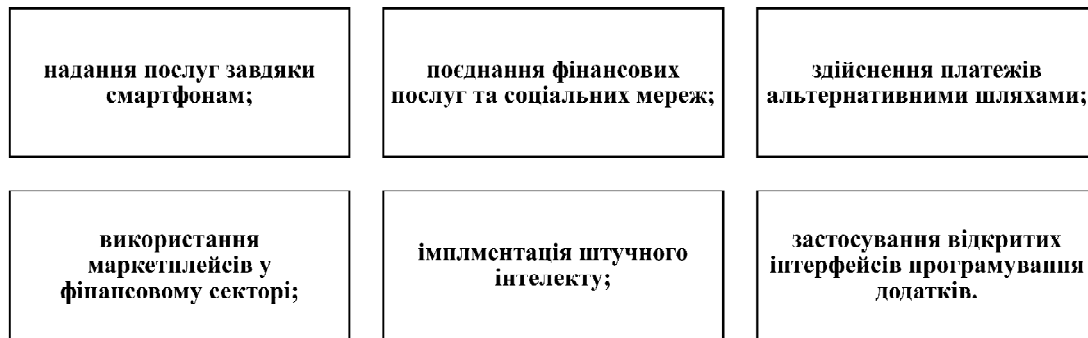 надання послуг завдяки
смартфонам;
поєднання фінансових
послуг та соціальних мереж;
здійснення платежів
альтернативними шляхами;
використання
маркетплейсів у
фінансовому секторі;
імплментація штучного
інтелекту;
застосування відкритих
інтерфейсів програмування
додатків.